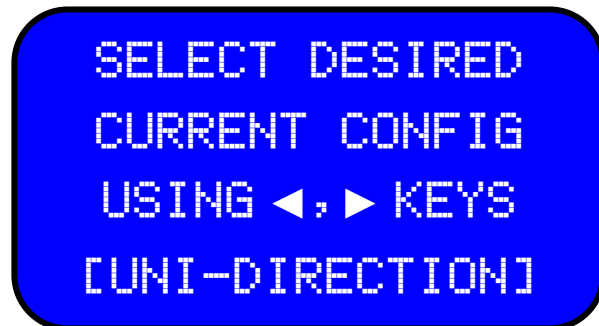 SELECT DESIRED
CURRENT CONFIG
USING ◀,▶ KEYS
[UNI-DIRECTION]